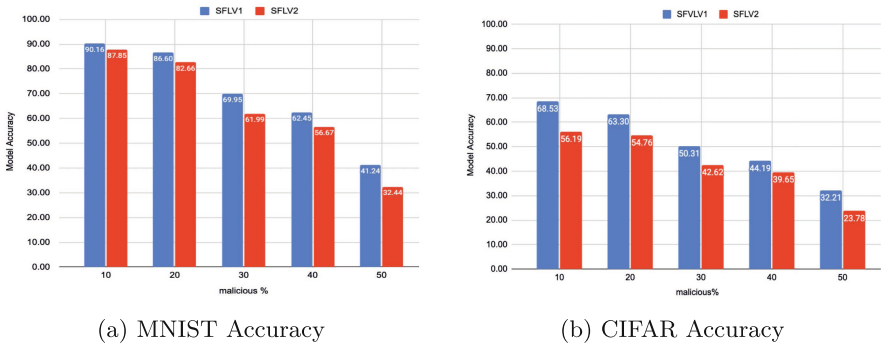 SFLV1 SFLV2
100.00
90.00
80.00
70.00
60.00
50.00
40.00
30.00
20.00
10.00
0.00
Model Accuracy
90.16 87.85 86.60 82.66 69.95 61.99 62.45 56.67 41.24 32.44
10 20 30 40 50
malicious %
(a) MNIST Accuracy
SFVLV1 SFLV2
100.00
90.00
80.00
70.00
60.00
50.00
40.00
30.00
20.00
10.00
0.00
Model Accuracy
68.53 56.19 63.30 54.76 50.31 42.62 44.19 39.65 32.21 23.78
10 20 30 40 50
malicious%
(b) CIFAR Accuracy